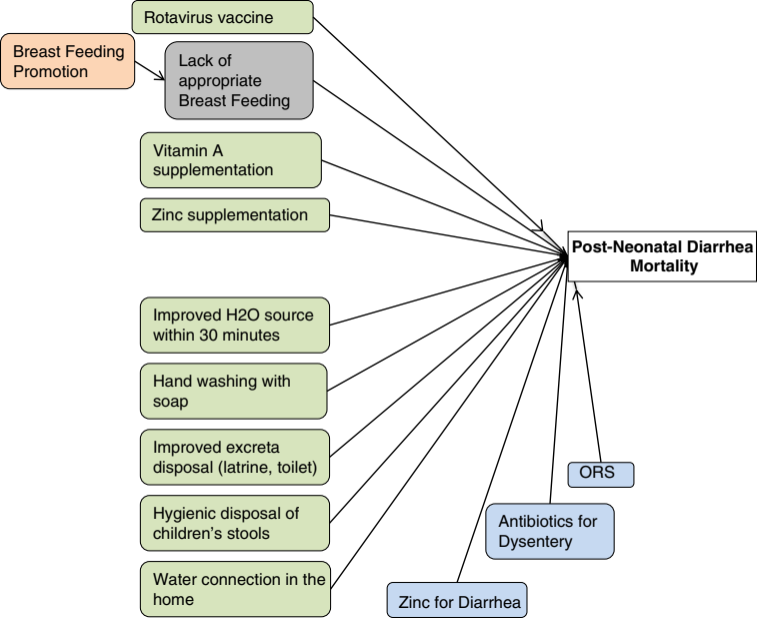 Rotavirus vaccine
Breast Feeding
Promotion
Lack of
appropriate
Breast Feeding
Vitamin A
supplementation
Zinc supplementation
Post-Neonatal Diarrhea
Mortality
Improved H2O source
within 30 minutes
Hand washing with
soap
Improved excreta
disposal (latrine, toilet)
ORS
Hygienic disposal of
children’s stools
Antibiotics for
Dysentery
Water connection in the
home
Zinc for Diarrhea